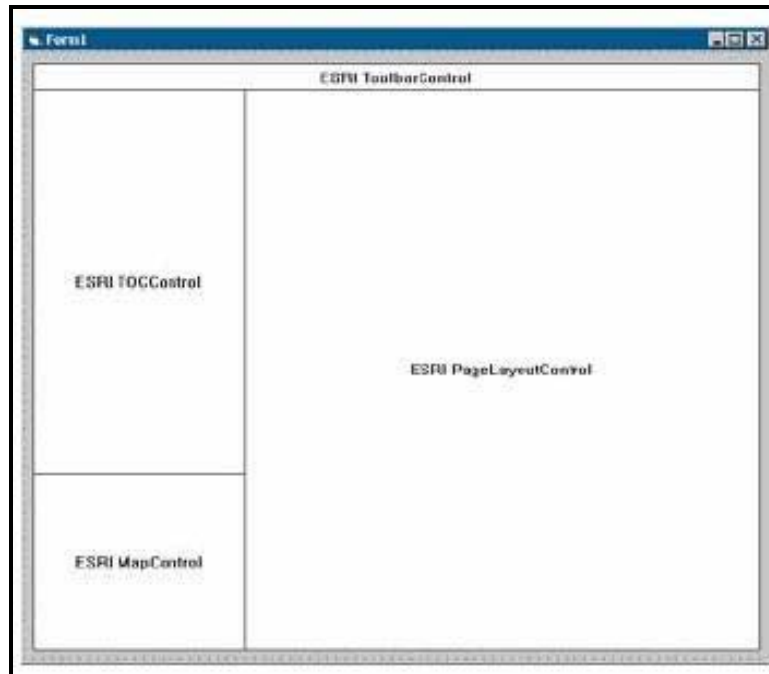 Form1
ESRI ToolbarControl
ESRI TOCControl
ESRI PageLayoutControl
ESRI MapControl